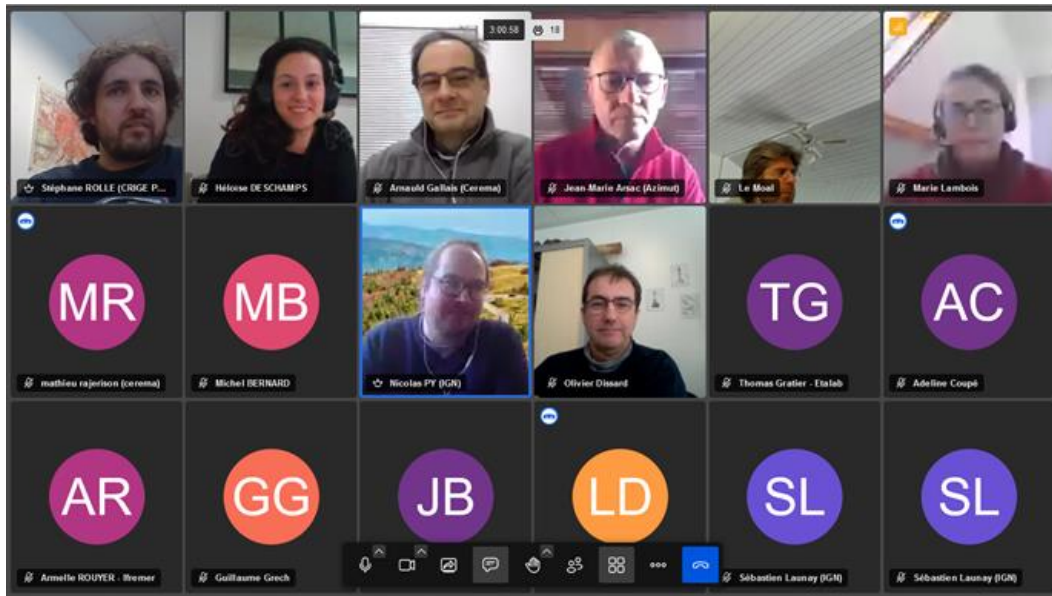 3:00:58 18
Stéphane ROLLE (CRIGE P...
Héloïse DESCHAMPS
Arnauld Gallais (Cerema)
Jean-Marie Arsac (Azimut)
Le Moal
Marie Lambois
MR
mathieu rajerison (cerema)
MB
Michel BERNARD
Nicolas PY (IGN)
Olivier Dissard
TG
Thomas Gratier - Etalab
AC
Adeline Coupé
AR
Armelle ROUYER - Ifremer
GG
Guillaume Grech
JB
LD
SL
Sébastien Launay (IGN)
SL
Sébastien Launay (IGN)